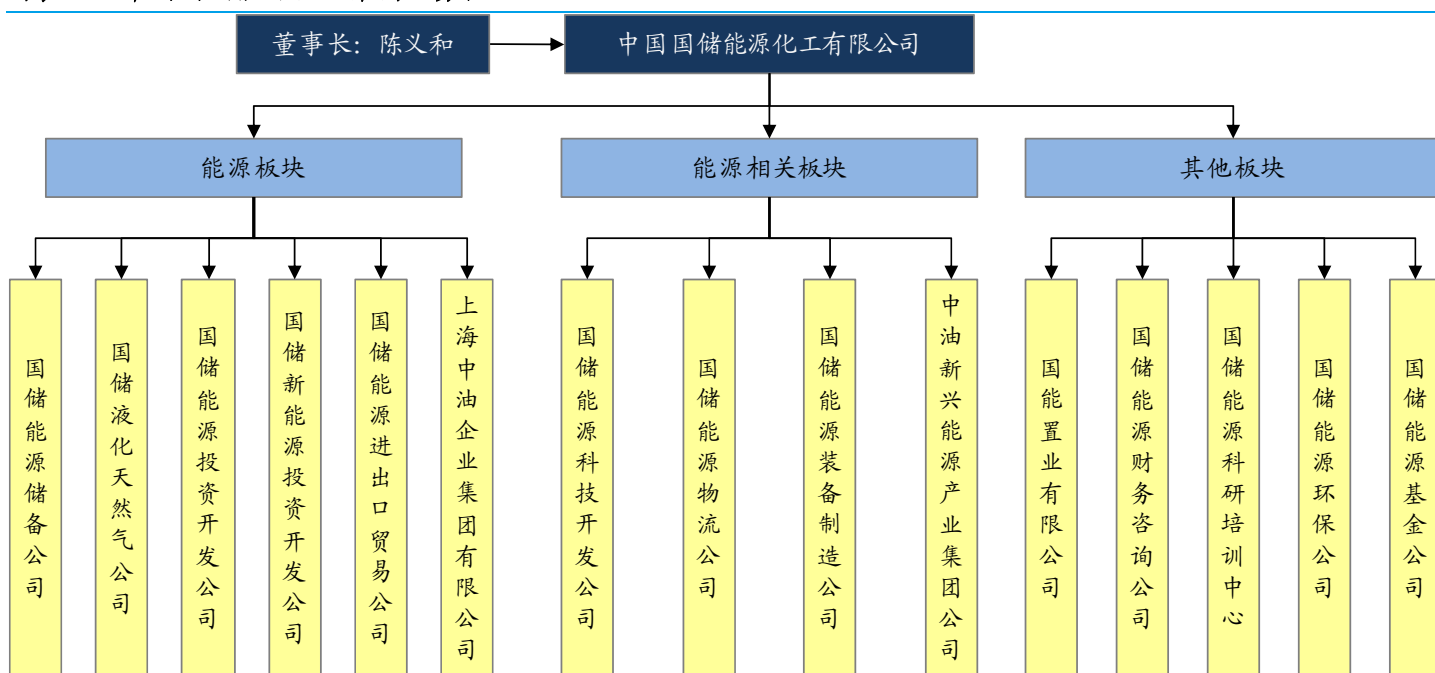 董事长：陈义和
中国国储能源化工有限公司
能源板块
能源相关板块
其他板块
国储能源储备公司
国储液化天然气公司
国储能源投资开发公司
国储新能源投资开发公司
国储能源进出口贸易公司
上海中油企业集团有限公司
国储能源科技开发公司
国储能源物流公司
国储能源装备制造公司
中油新兴能源产业集团公司
国能置业有限公司
国储能源财务咨询公司
国储能源科研培训中心
国储能源环保公司
国储能源基金公司